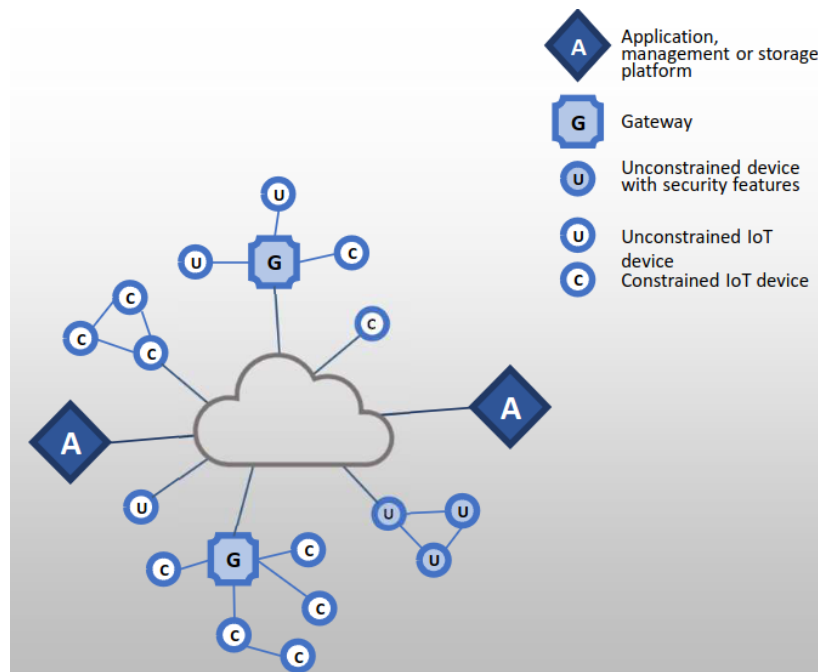 A
Application,
management or storage
platform
G
Gateway
U
Unconstrained device
with security features
U
Unconstrained IoT
device
C
Constrained IoT device
U
U
G
C
C
C
C
C
A
A
U
U
U
U
C
G
C
C
C
C